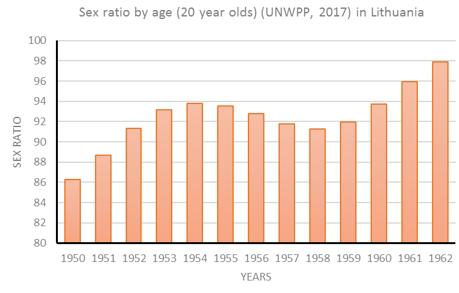 Sex ratio by age (20 year olds) (UNWPP, 2017) in Lithuania
100
98
96
94
92
90
88
86
84
82
80
SEX RATIO
1950 1951 1952 1953 1954 1955 1956 1957 1958 1959 1960 1961 1962
YEARS